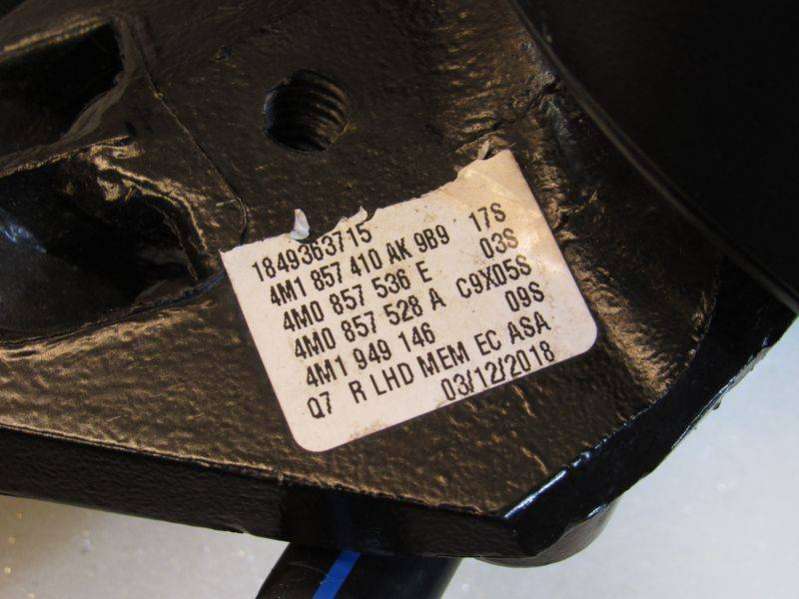 1849363715
4M1 857 410 AK 9B9 17S
4M0 857 536 E 03S
4M0 857 528 A C9X05S
4M1 949 146 09S
Q7 R LHD MEM EC ASA
03/12/2018